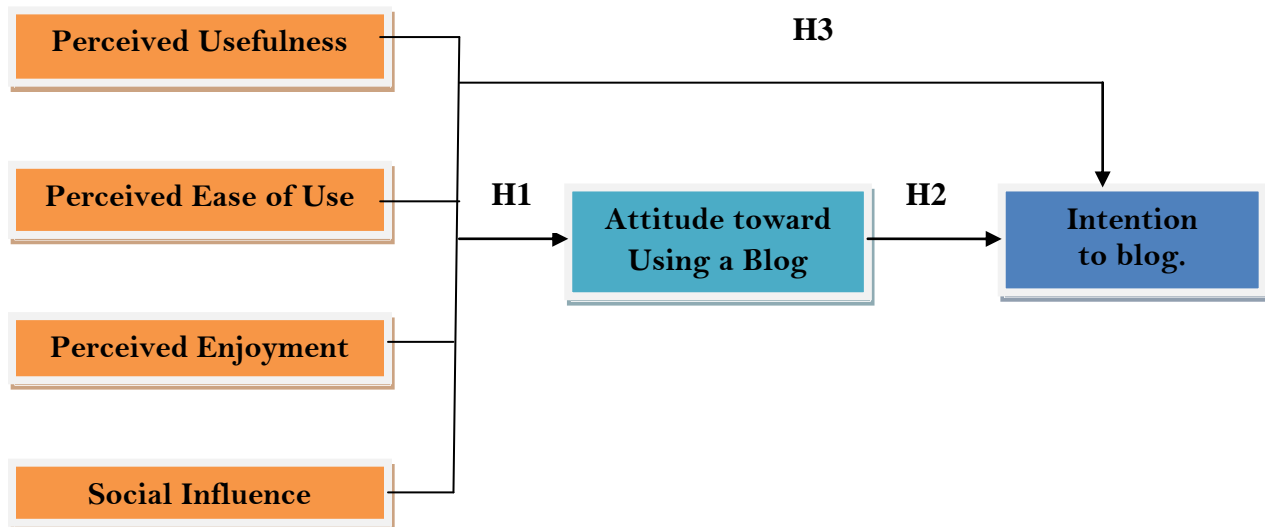 Perceived Usefulness
H3
Perceived Ease of Use
H1
Attitude toward
Using a Blog
H2
Intention
to blog.
Perceived Enjoyment
Social Influence